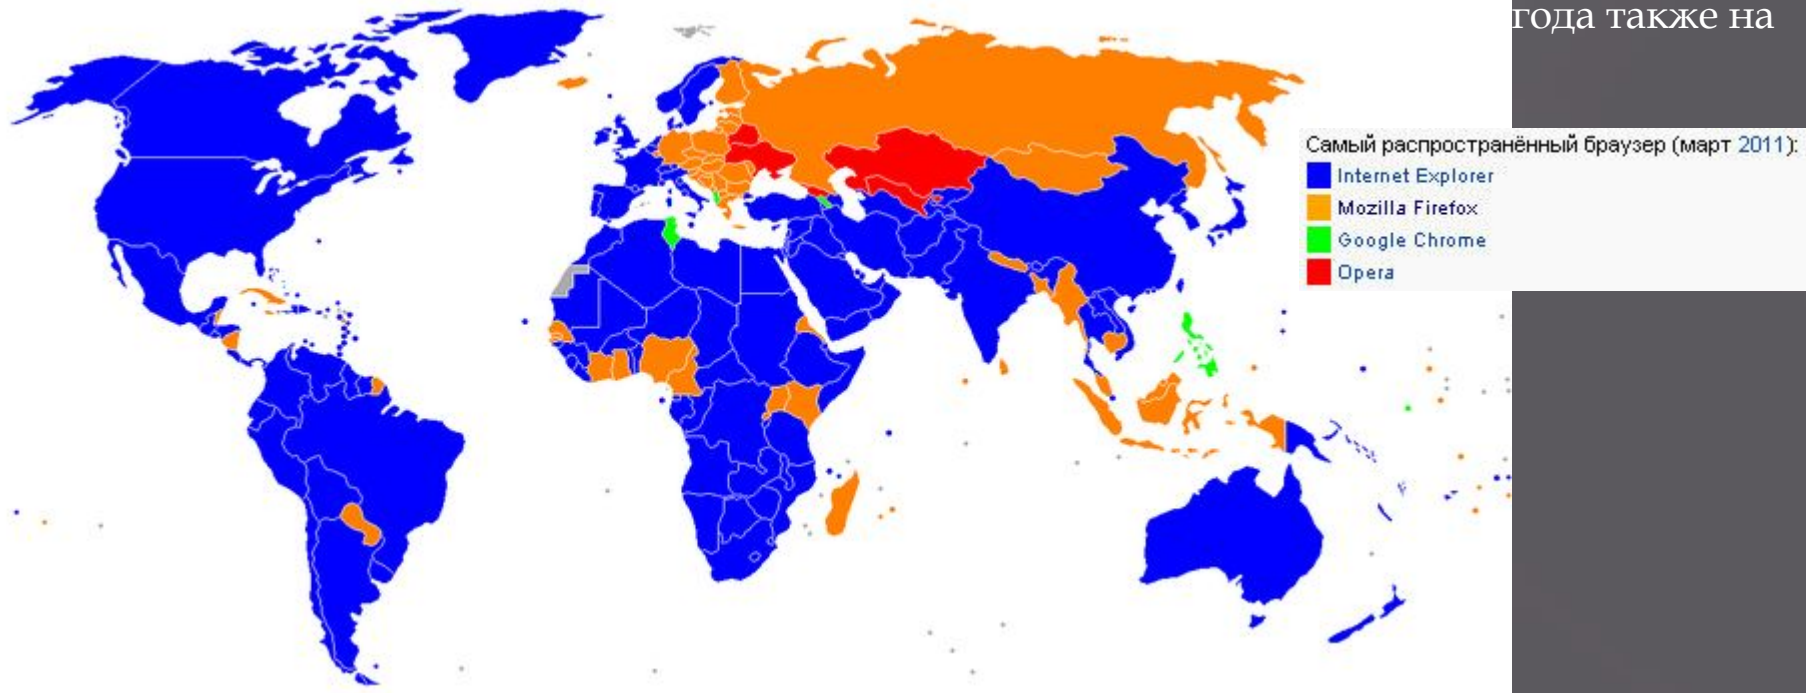 года также на
Самый распространённый браузер (март 2011):
Internet Explorer
Mozilla Firefox
Google Chrome
Opera